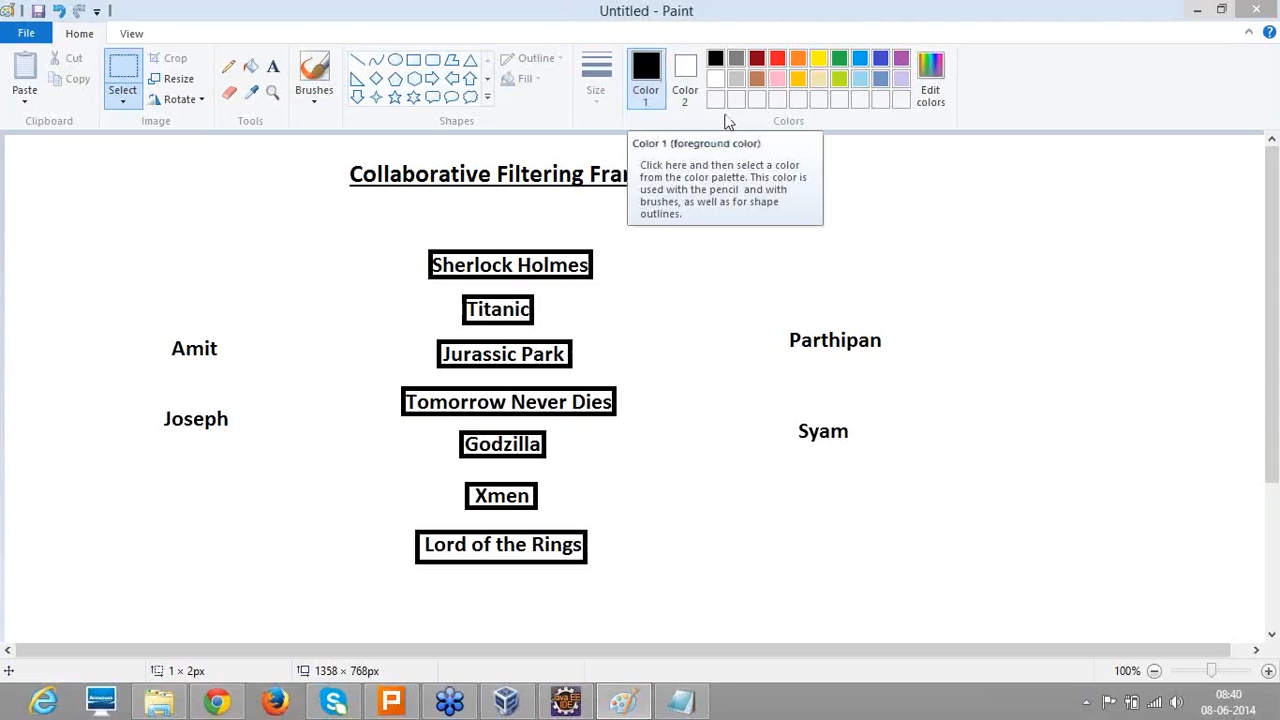 Untitled - Paint
File Home View
Paste
Cut
Copy
Clipboard
Select
Crop
Resize
Rotate
Image
Tools
Brushes
Shapes
Outline
Fill
Size
Color 1
Color 2
Edit colors
Colors
Color 1 (foreground color)
Click here and then select a color
from the color palette. This color is
used with the pencil and with
brushes, as well as for shape
outlines.
Collaborative Filtering
Sherlock Holmes
Titanic
Jurassic Park
Tomorrow Never Dies
Godzilla
Xmen
Lord of the Rings
Amit
Joseph
Parthipan
Syam
1 × 2px
1358 × 768px
100%
Java EE
IDE
08:40
08-06-2014